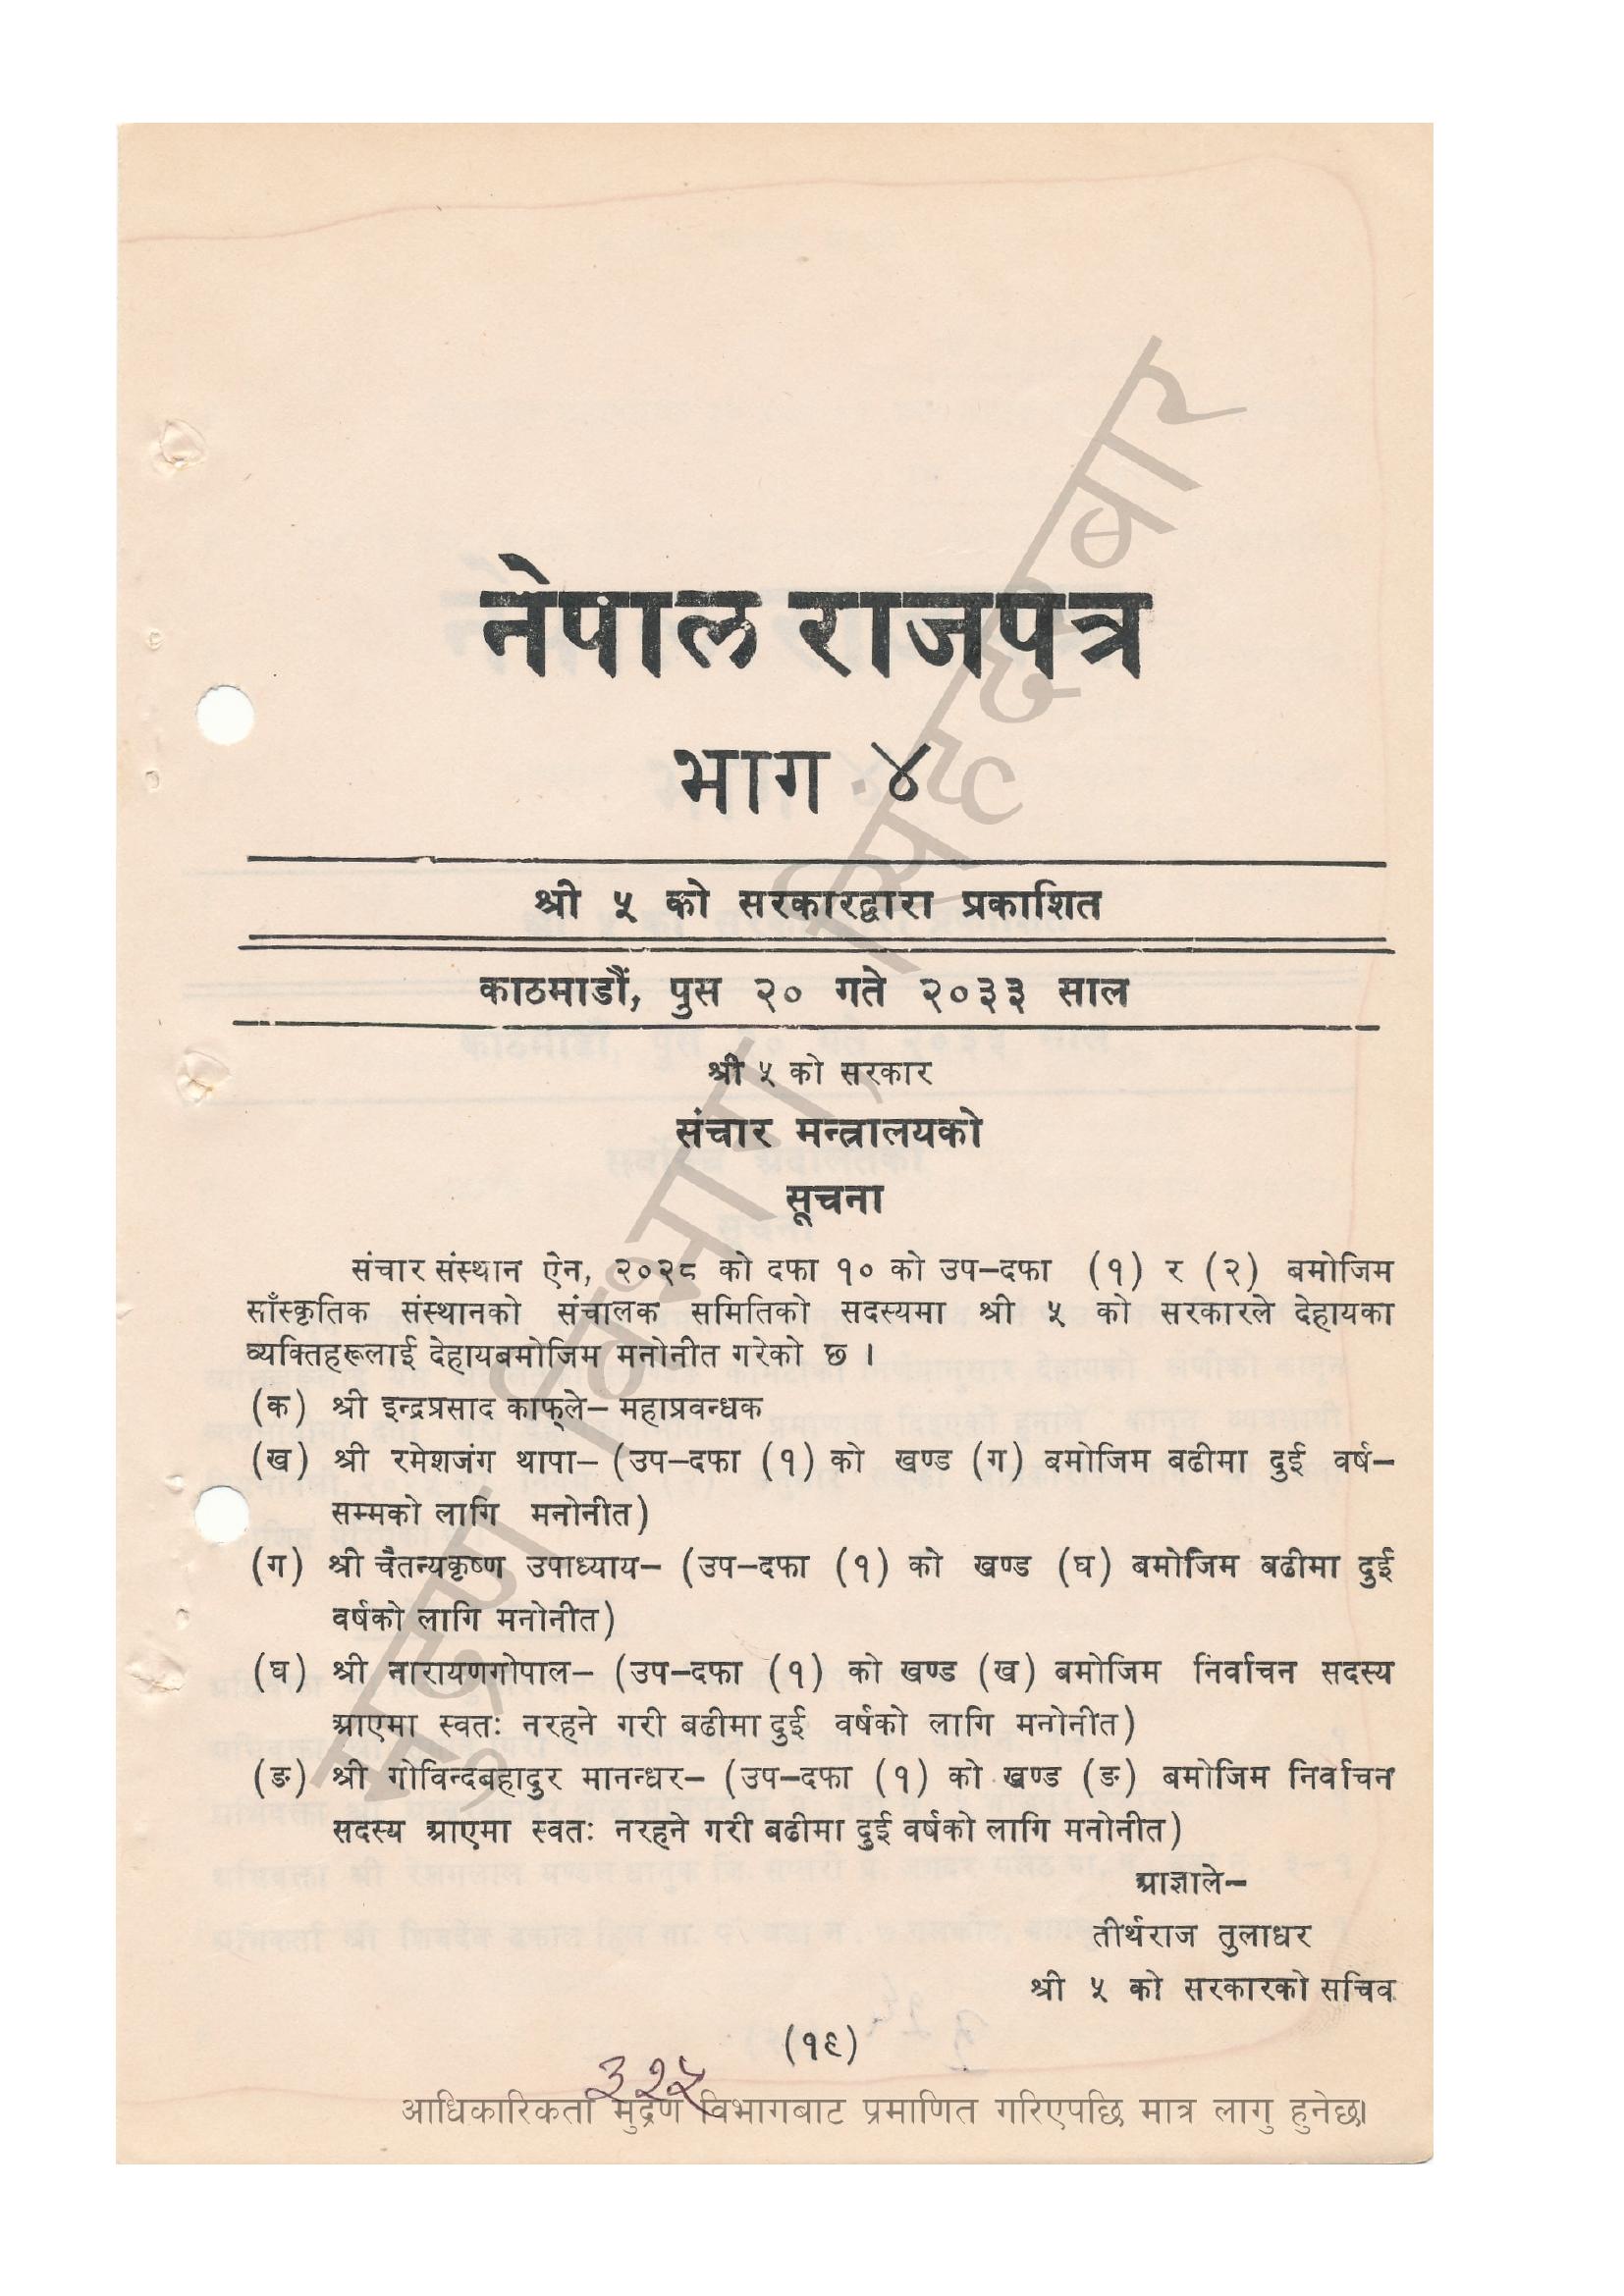 नेपाल राजपत्र
भाग ४
श्री ५ को सरकारद्वारा प्रकाशित
काठमाडौं, पुस २० गते २०३३ साल
श्री ५ को सरकार
संचार मन्त्रालयको
सूचना
संचार संस्थान ऐन, २०२८ को दफा १० को उप–दफा (१) र (२) बमोजिम
साँस्कृतिक संस्थानको संचालक समितिको सदस्यमा श्री ५ को सरकारले देहायका
व्यक्तिहरूलाई देहायबमोजिम मनोनीत गरेको छ ।
(क) श्री इन्द्रप्रसाद काफ्ले– महाप्रवन्धक
(ख) श्री रमेशजंग थापा– (उप–दफा (१) को खण्ड (ग) बमोजिम बढीमा दुई वर्ष–
सम्मको लागि मनोनीत)
(ग) श्री चैतन्यकृष्ण उपाध्याय– (उप–दफा (१) को खण्ड (घ) बमोजिम बढीमा दुई
वर्षको लागि मनोनीत)
(घ) श्री नारायणगोपाल– (उप–दफा (१) को खण्ड (ख) बमोजिम निर्वाचन सदस्य
आएमा स्वतः नरहने गरी बढीमा दुई वर्षको लागि मनोनीत)
(ङ) श्री गोविन्दबहादुर मानन्धर– (उप–दफा (१) को खण्ड (ङ) बमोजिम निर्वाचन
सदस्य आएमा स्वतः नरहने गरी बढीमा दुई वर्षको लागि मनोनीत)
आज्ञाले–
तीर्थराज तुलाधर
श्री ५ को सरकारको सचिव
(१९)
३२५
आधिकारिकता मुद्रण विभागबाट प्रमाणित गरिएपछि मात्र लागु हुनेछ।
मुद्रण विभाग, सिंहदरबार